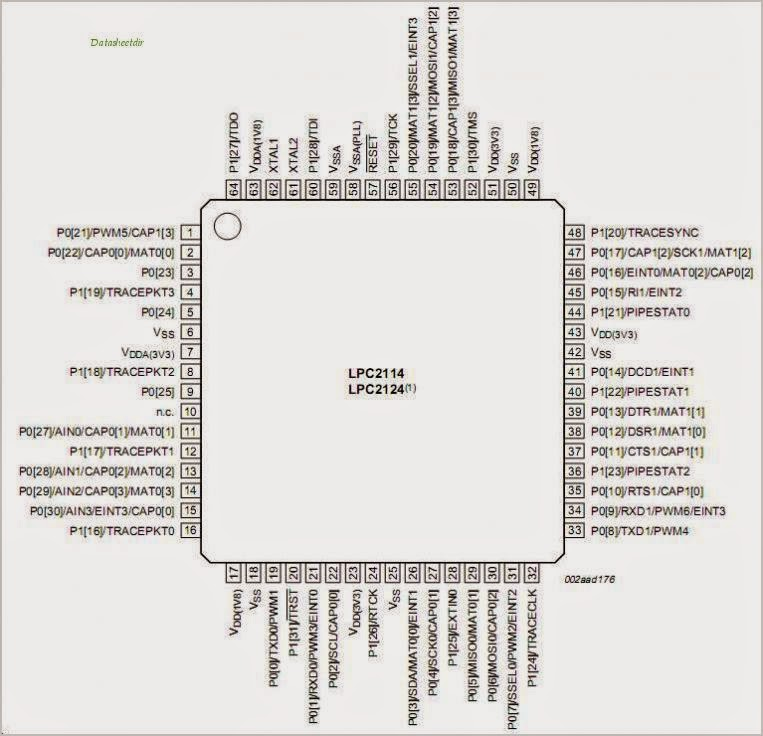 Datasheetdir
P1[27]/TDO
VDDA(1V8)
XTAL1
XTAL2
P1[28]/TDI
VSSA
VSSA(PLL)
RESET
P1[29]/TCK
P0[20]/MAT1[3]/SSEL1/EINT3
P0[19]/MAT1[2]/MOSI1/CAP1[2]
P0[18]/CAP1[3]/MISO1/MAT1[3]
P1[30]/TMS
VDD(3V3)
VSS
VDD(1V8)
64 63 62 61 60 59 58 57 56 55 54 53 52 51 50 49
P0[21]/PWM5/CAP1[3] 1
P0[22]/CAP0[0]/MAT0[0] 2
P0[23] 3
P1[19]/TRACEPKT3 4
P0[24] 5
VSS 6
VDDA(3V3) 7
P1[18]/TRACEPKT2 8
P0[25] 9
n.c. 10
P0[27]/AIN0/CAP0[1]/MAT0[1] 11
P1[17]/TRACEPKT1 12
P0[28]/AIN1/CAP0[2]/MAT0[2] 13
P0[29]/AIN2/CAP0[3]/MAT0[3] 14
P0[30]/AIN3/EINT3/CAP0[0] 15
P1[16]/TRACEPKT0 16
LPC2114
LPC2124(1)
48 P1[20]/TRACESYNC
47 P0[17]/CAP1[2]/SCK1/MAT1[2]
46 P0[16]/EINT0/MAT0[2]/CAP0[2]
45 P0[15]/RI1/EINT2
44 P1[21]/PIPESTAT0
43 VDD(3V3)
42 VSS
41 P0[14]/DCD1/EINT1
40 P1[22]/PIPESTAT1
39 P0[13]/DTR1/MAT1[1]
38 P0[12]/DSR1/MAT1[0]
37 P0[11]/CTS1/CAP1[1]
36 P1[23]/PIPESTAT2
35 P0[10]/RTS1/CAP1[0]
34 P0[9]/RXD1/PWM6/EINT3
33 P0[8]/TXD1/PWM4
17 18 19 20 21 22 23 24 25 26 27 28 29 30 31 32
VDD(1V8)
VSS
P0[0]/TXD0/PWM1
P1[31]/TRST
P0[1]/RXD0/PWM3/EINT0
P0[2]/SCL/CAP0[0]
VDD(3V3)
P1[26]/RTCK
VSS
P0[3]/SDA/MAT0[0]/EINT1
P0[4]/SCK0/CAP0[1]
P1[25]/EXTIN0
P0[5]/MISO0/MAT0[1]
P0[6]/MOSI0/CAP0[2]
P0[7]/SSEL0/PWM2/EINT2
P1[24]/TRACECLK
002aad176